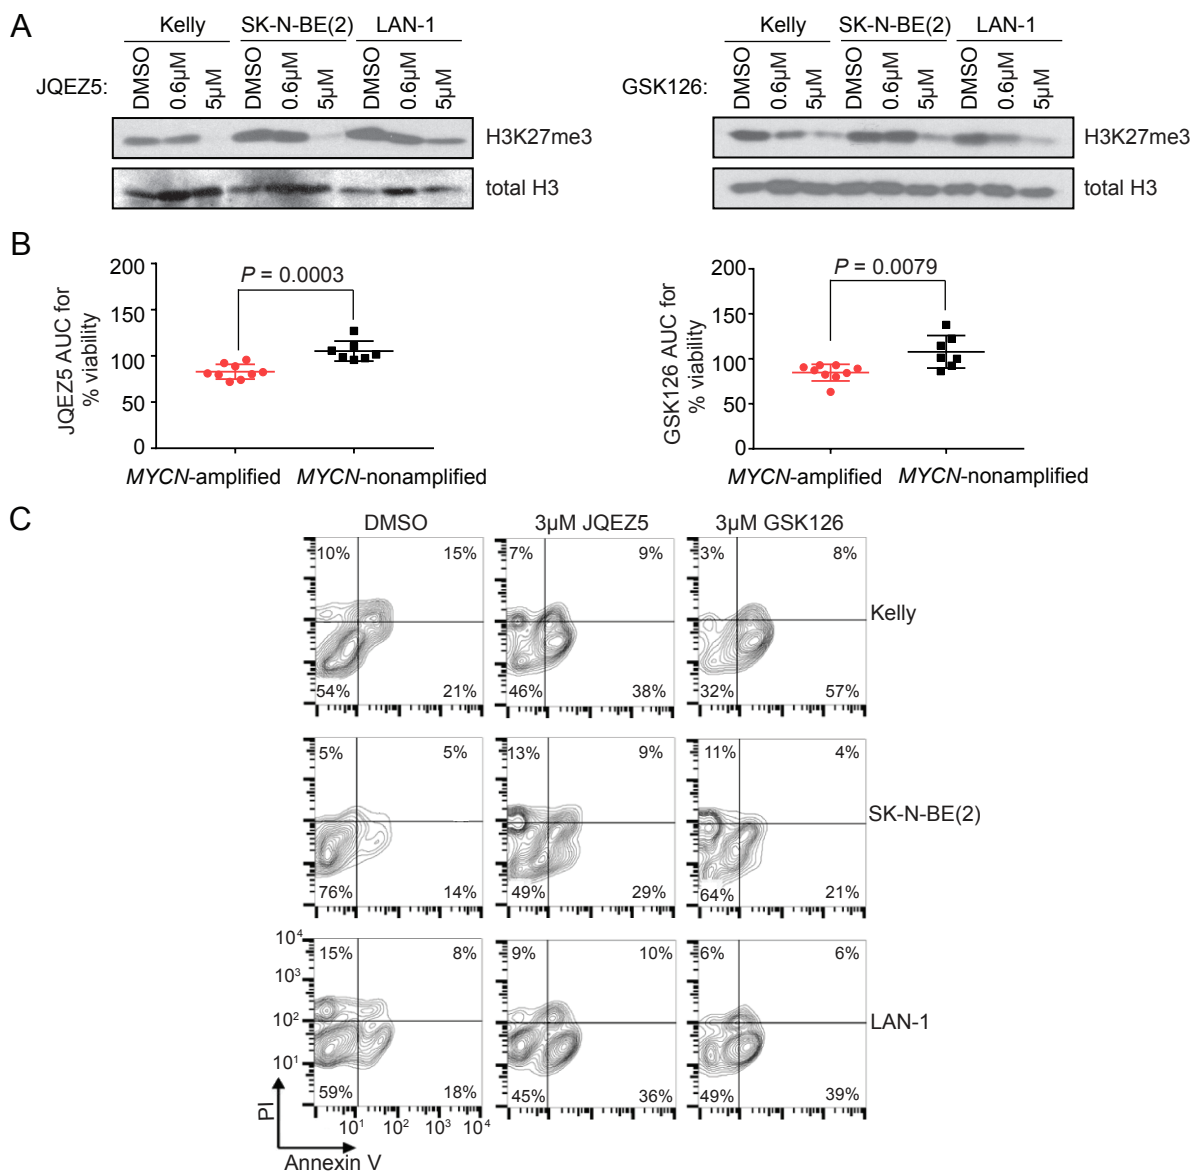 A
Kelly SK-N-BE(2) LAN-1
JQEZ5: DMSO 0.6µM 5µM DMSO 0.6µM 5µM DMSO 0.6µM 5µM
H3K27me3
total H3
Kelly SK-N-BE(2) LAN-1
GSK126: DMSO 0.6µM 5µM DMSO 0.6µM 5µM DMSO 0.6µM 5µM
H3K27me3
total H3
B
JQEZ5 AUC for
% viability
200
150
100
50
0
P = 0.0003
MYCN-amplified MYCN-nonamplified
GSK126 AUC for
% viability
200
150
100
50
0
P = 0.0079
MYCN-amplified MYCN-nonamplified
C
DMSO 3µM JQEZ5 3µM GSK126
10% 15% 7% 9% 3% 8%
Kelly
54% 21% 46% 38% 32% 57%
5% 5% 13% 9% 11% 4%
SK-N-BE(2)
76% 14% 49% 29% 64% 21%
10⁴
15% 8% 9% 10% 6% 6%
10³
10²
LAN-1
10¹
59% 18% 45% 36% 49% 39%
PI
10¹ 10² 10³ 10⁴
Annexin V